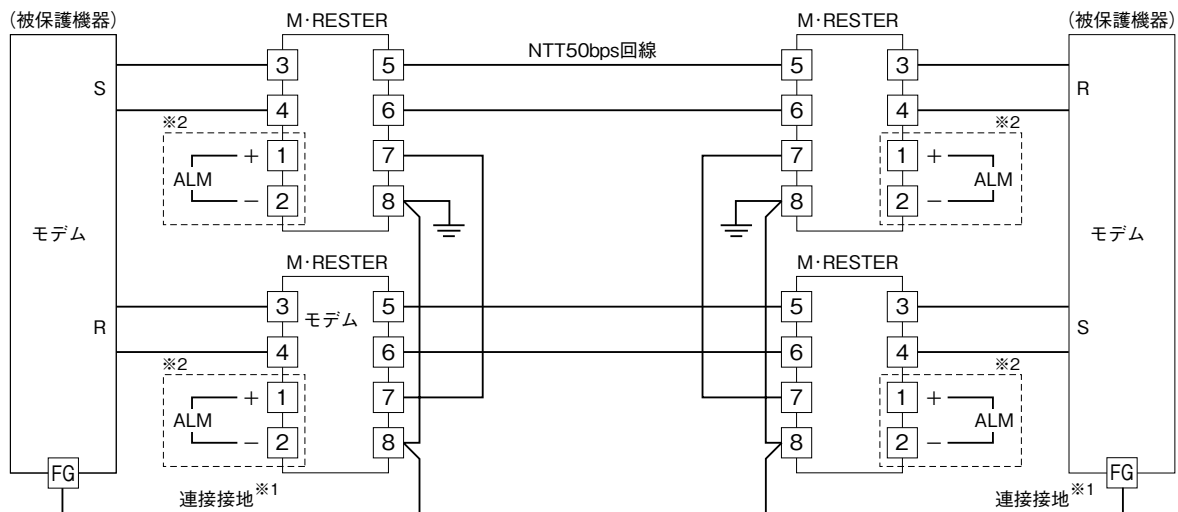 (被保護機器) M･RESTER M･RESTER (被保護機器)
3 5 NTT50bps回線 5 3
S R
4 6 6 4
※2 ※2
+ 1 7 7 1 +
ALM ALM
− 2 8 8 2 −
モデム モデム
M･RESTER M･RESTER
3 モデム 5 5 3
R S
4 6 6 4
※2 ※2
+ 1 7 7 1 +
ALM ALM
− 2 8 8 2 −
FG FG
連接接地※1 連接接地※1